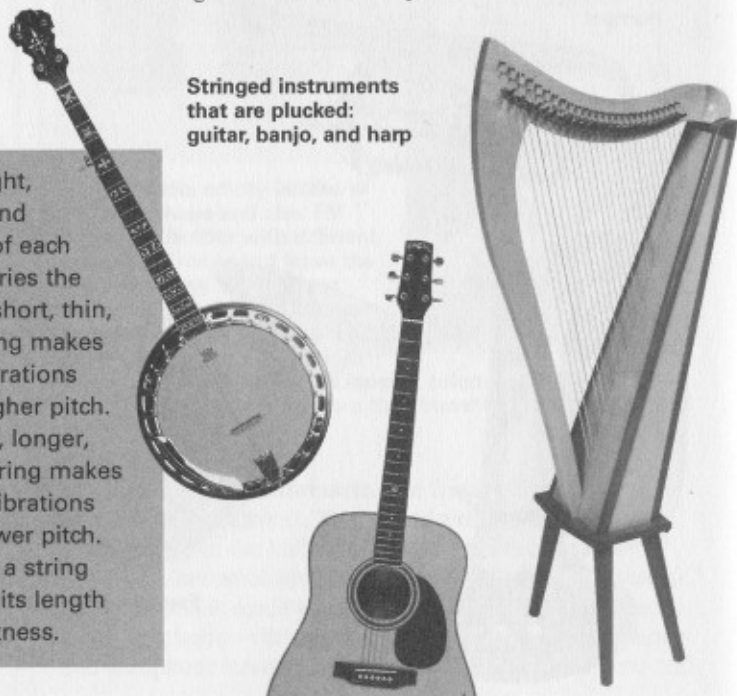 Stringed instruments
that are plucked:
guitar, banjo, and harp
ght,
nd
of each
ries the
short, thin,
ng makes
rations
gher pitch.
, longer,
ring makes
ibrations
wer pitch.
a string
its length
kness.